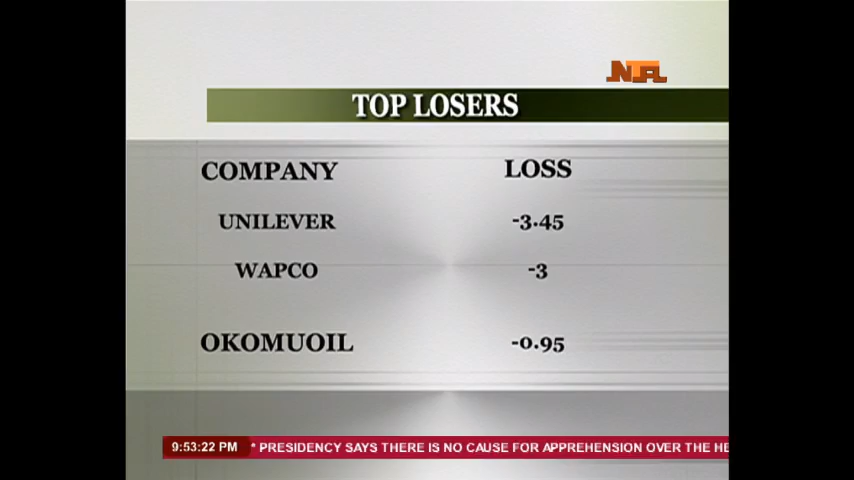 NTA
TOP LOSERS
COMPANY LOSS
UNILEVER -3.45
WAPCO -3
OKOMUOIL -0.95
9:53:22 PM * PRESIDENCY SAYS THERE IS NO CAUSE FOR APPREHENSION OVER THE HE